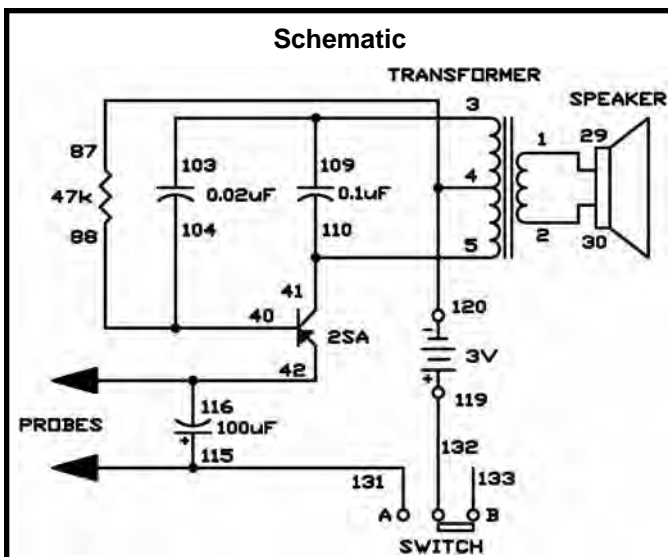 Schematic
TRANSFORMER
SPEAKER
3
1
29
87
103
109
47k
0.02uF
0.1uF
4
88
104
110
2
30
5
41
120
40
2SA
- 
3V
42
+
119
116
PROBES
100uF
132
+
115
131
133
A
B
SWITCH